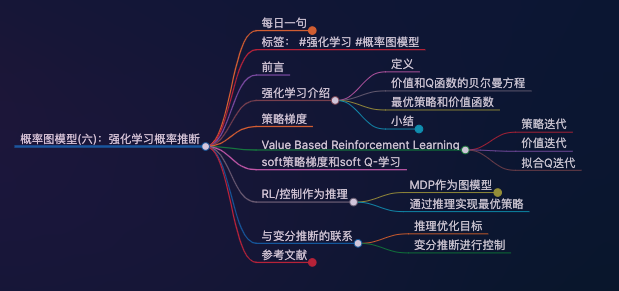 概率图模型(六)：强化学习概率推断
每日一句
标签： #强化学习 #概率图模型
前言
强化学习介绍
定义
价值和Q函数的贝尔曼方程
最优策略和价值函数
小结
策略梯度
Value Based Reinforcement Learning
策略迭代
价值迭代
拟合Q迭代
soft策略梯度和soft Q-学习
RL/控制作为推理
MDP作为图模型
通过推理实现最优策略
与变分推断的联系
推理优化目标
变分推断进行控制
参考文献